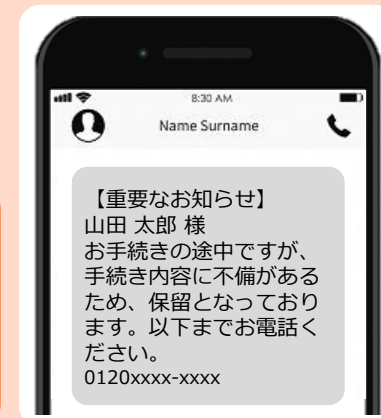 8:30 AM
Name Surname
【重要なお知らせ】
山田 太郎 様
お手続きの途中ですが、
手続き内容に不備がある
ため、保留となっており
ます。以下までお電話く
ださい。
0120xxxx-xxxx